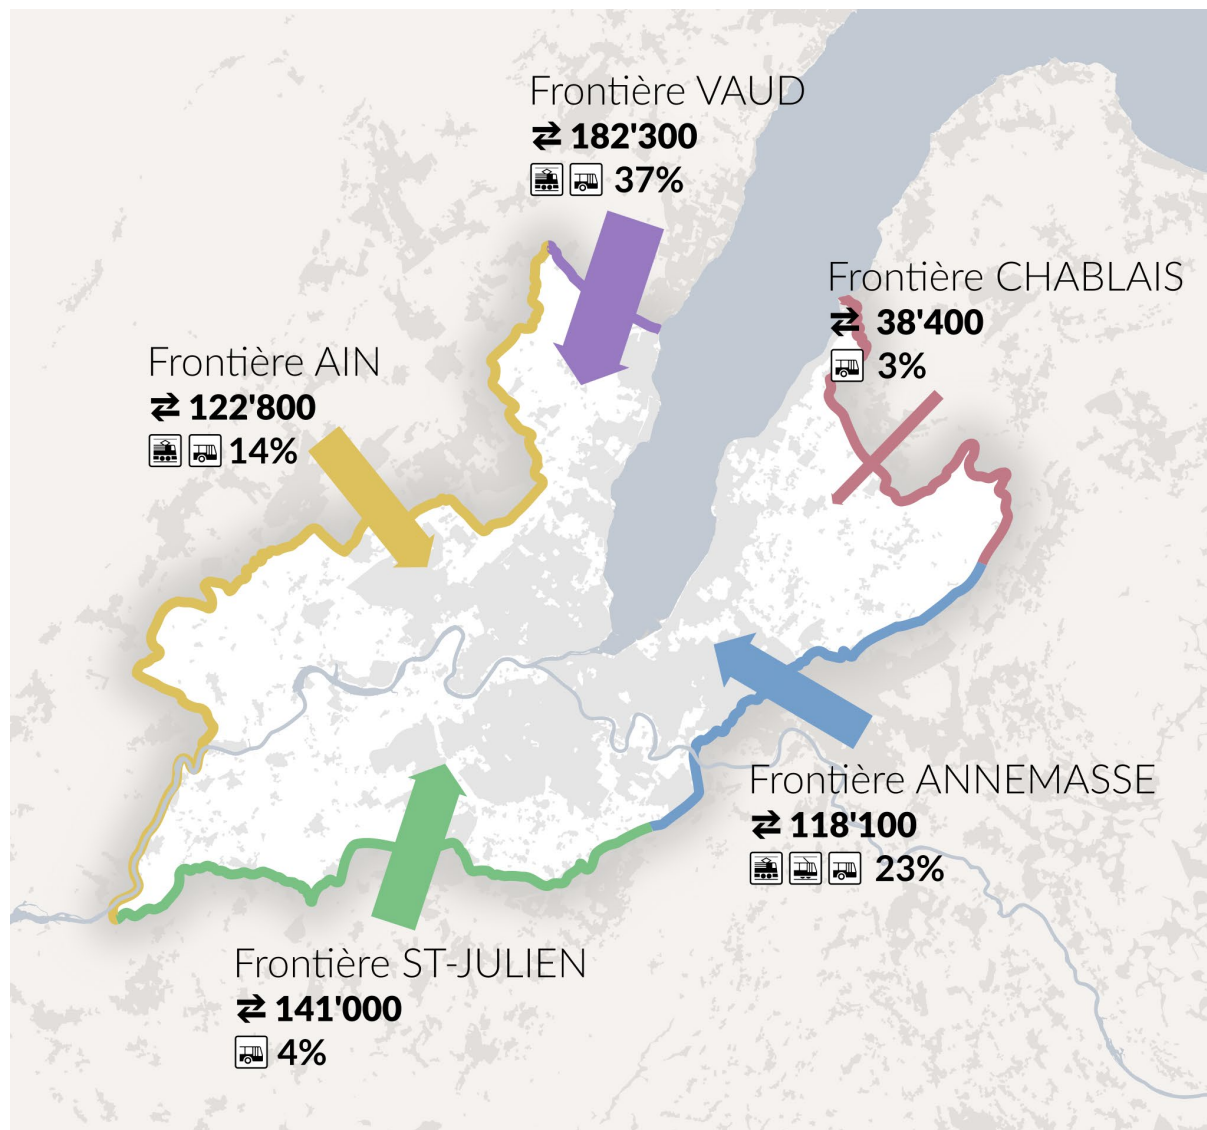 Frontière VAUD
182'300
37%
Frontière CHABLAIS
38'400
3%
Frontière AIN
122'800
14%
Frontière ANNEMASSE
118'100
23%
Frontière ST-JULIEN
141'000
4%